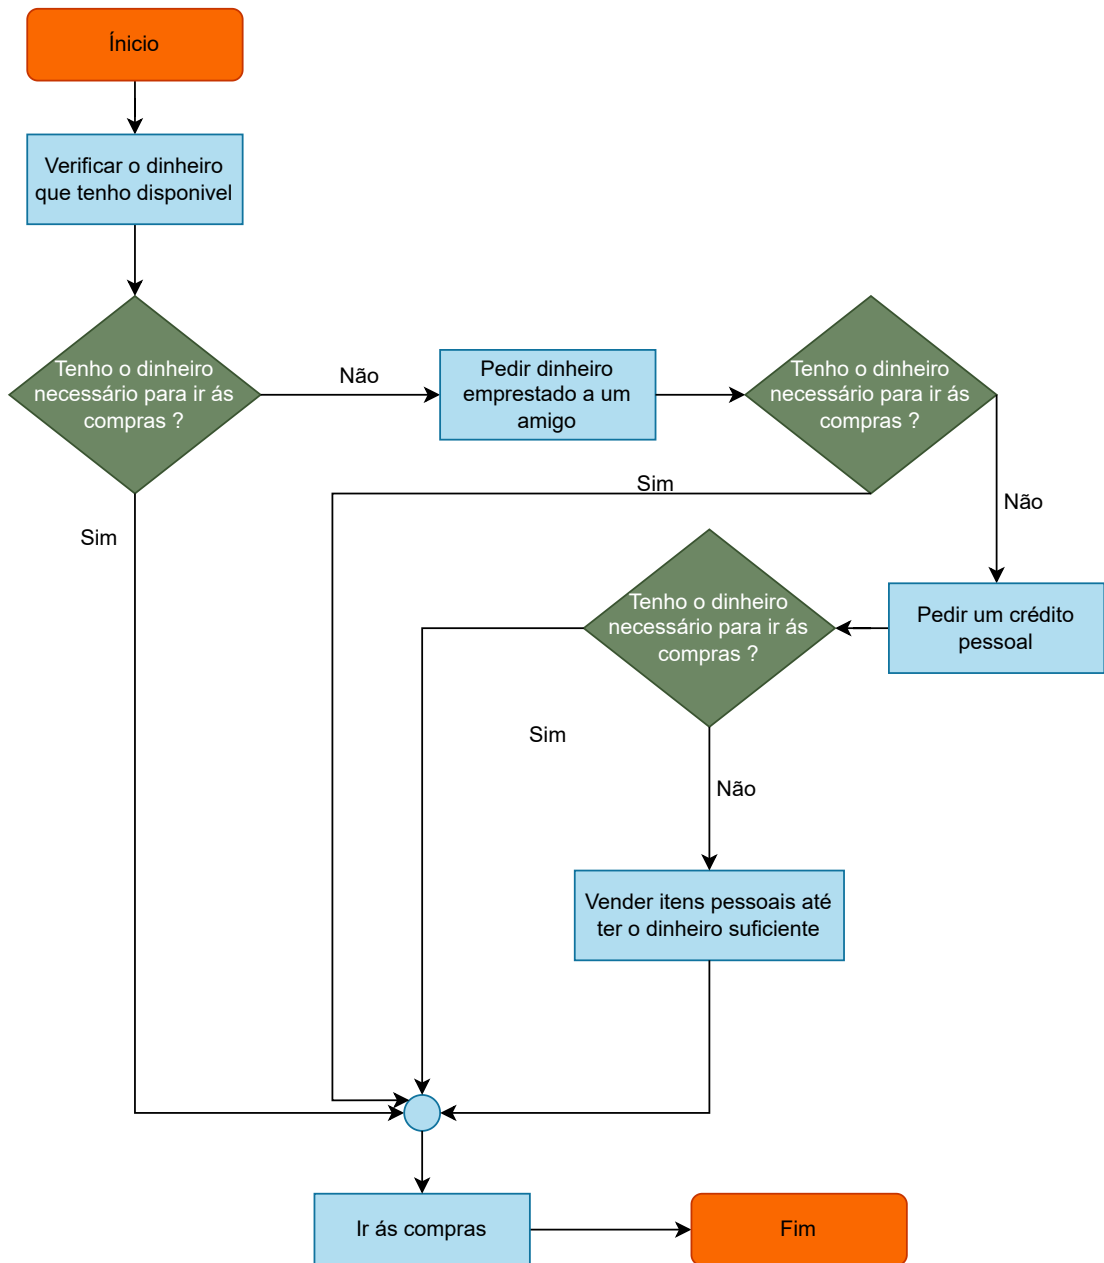 Ínicio
Verificar o dinheiro
que tenho disponivel
Tenho o dinheiro
necessário para ir ás
compras ?
Não
Pedir dinheiro
emprestado a um
amigo
Tenho o dinheiro
necessário para ir ás
compras ?
Sim
Não
Sim
Tenho o dinheiro
necessário para ir ás
compras ?
Pedir um crédito
pessoal
Sim
Não
Vender itens pessoais até
ter o dinheiro suficiente
Ir ás compras
Fim